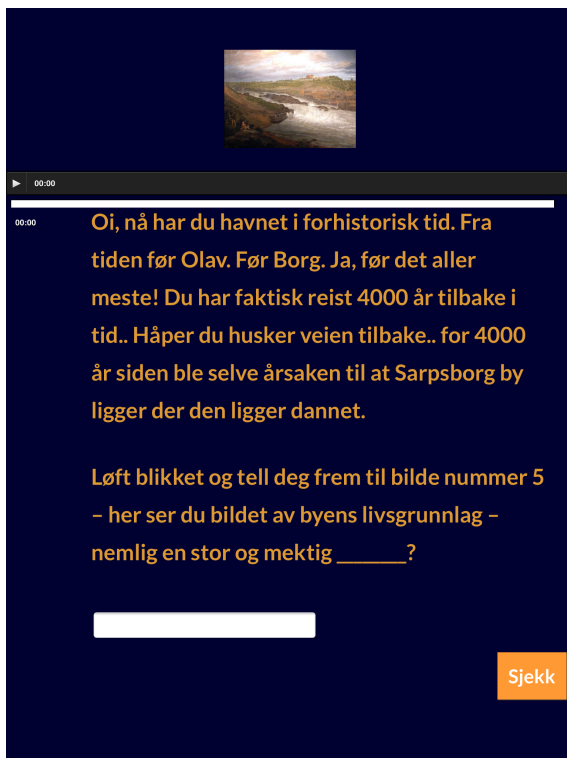 00:00
00:00
Oi, nå har du havnet i forhistorisk tid. Fra
tiden før Olav. Før Borg. Ja, før det aller
meste! Du har faktisk reist 4000 år tilbake i
tid.. Håper du husker veien tilbake.. for 4000
år siden ble selve årsaken til at Sarpsborg by
ligger der den ligger dannet.
Løft blikket og tell deg frem til bilde nummer 5
– her ser du bildet av byens livsgrunnlag –
nemlig en stor og mektig _______?
Sjekk